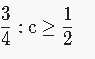 3/4 : c ≥ 1/2